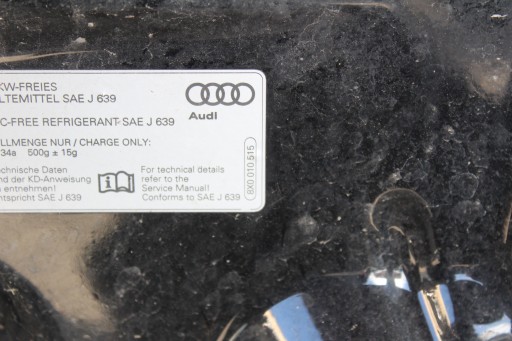 KW-FREIES
LTEMITTEL SAE J 639
C-FREE REFRIGERANT-SAE J 639
LLMENGE NUR / CHARGE ONLY:
34a 500g ± 15g
chnische Daten
nd der KD-Anweisung
entnehmen!
ntspricht SAE J 639
For technical details
refer to the
Service Manual!
Conforms to SAE J 639
Audi
8X0 010 515